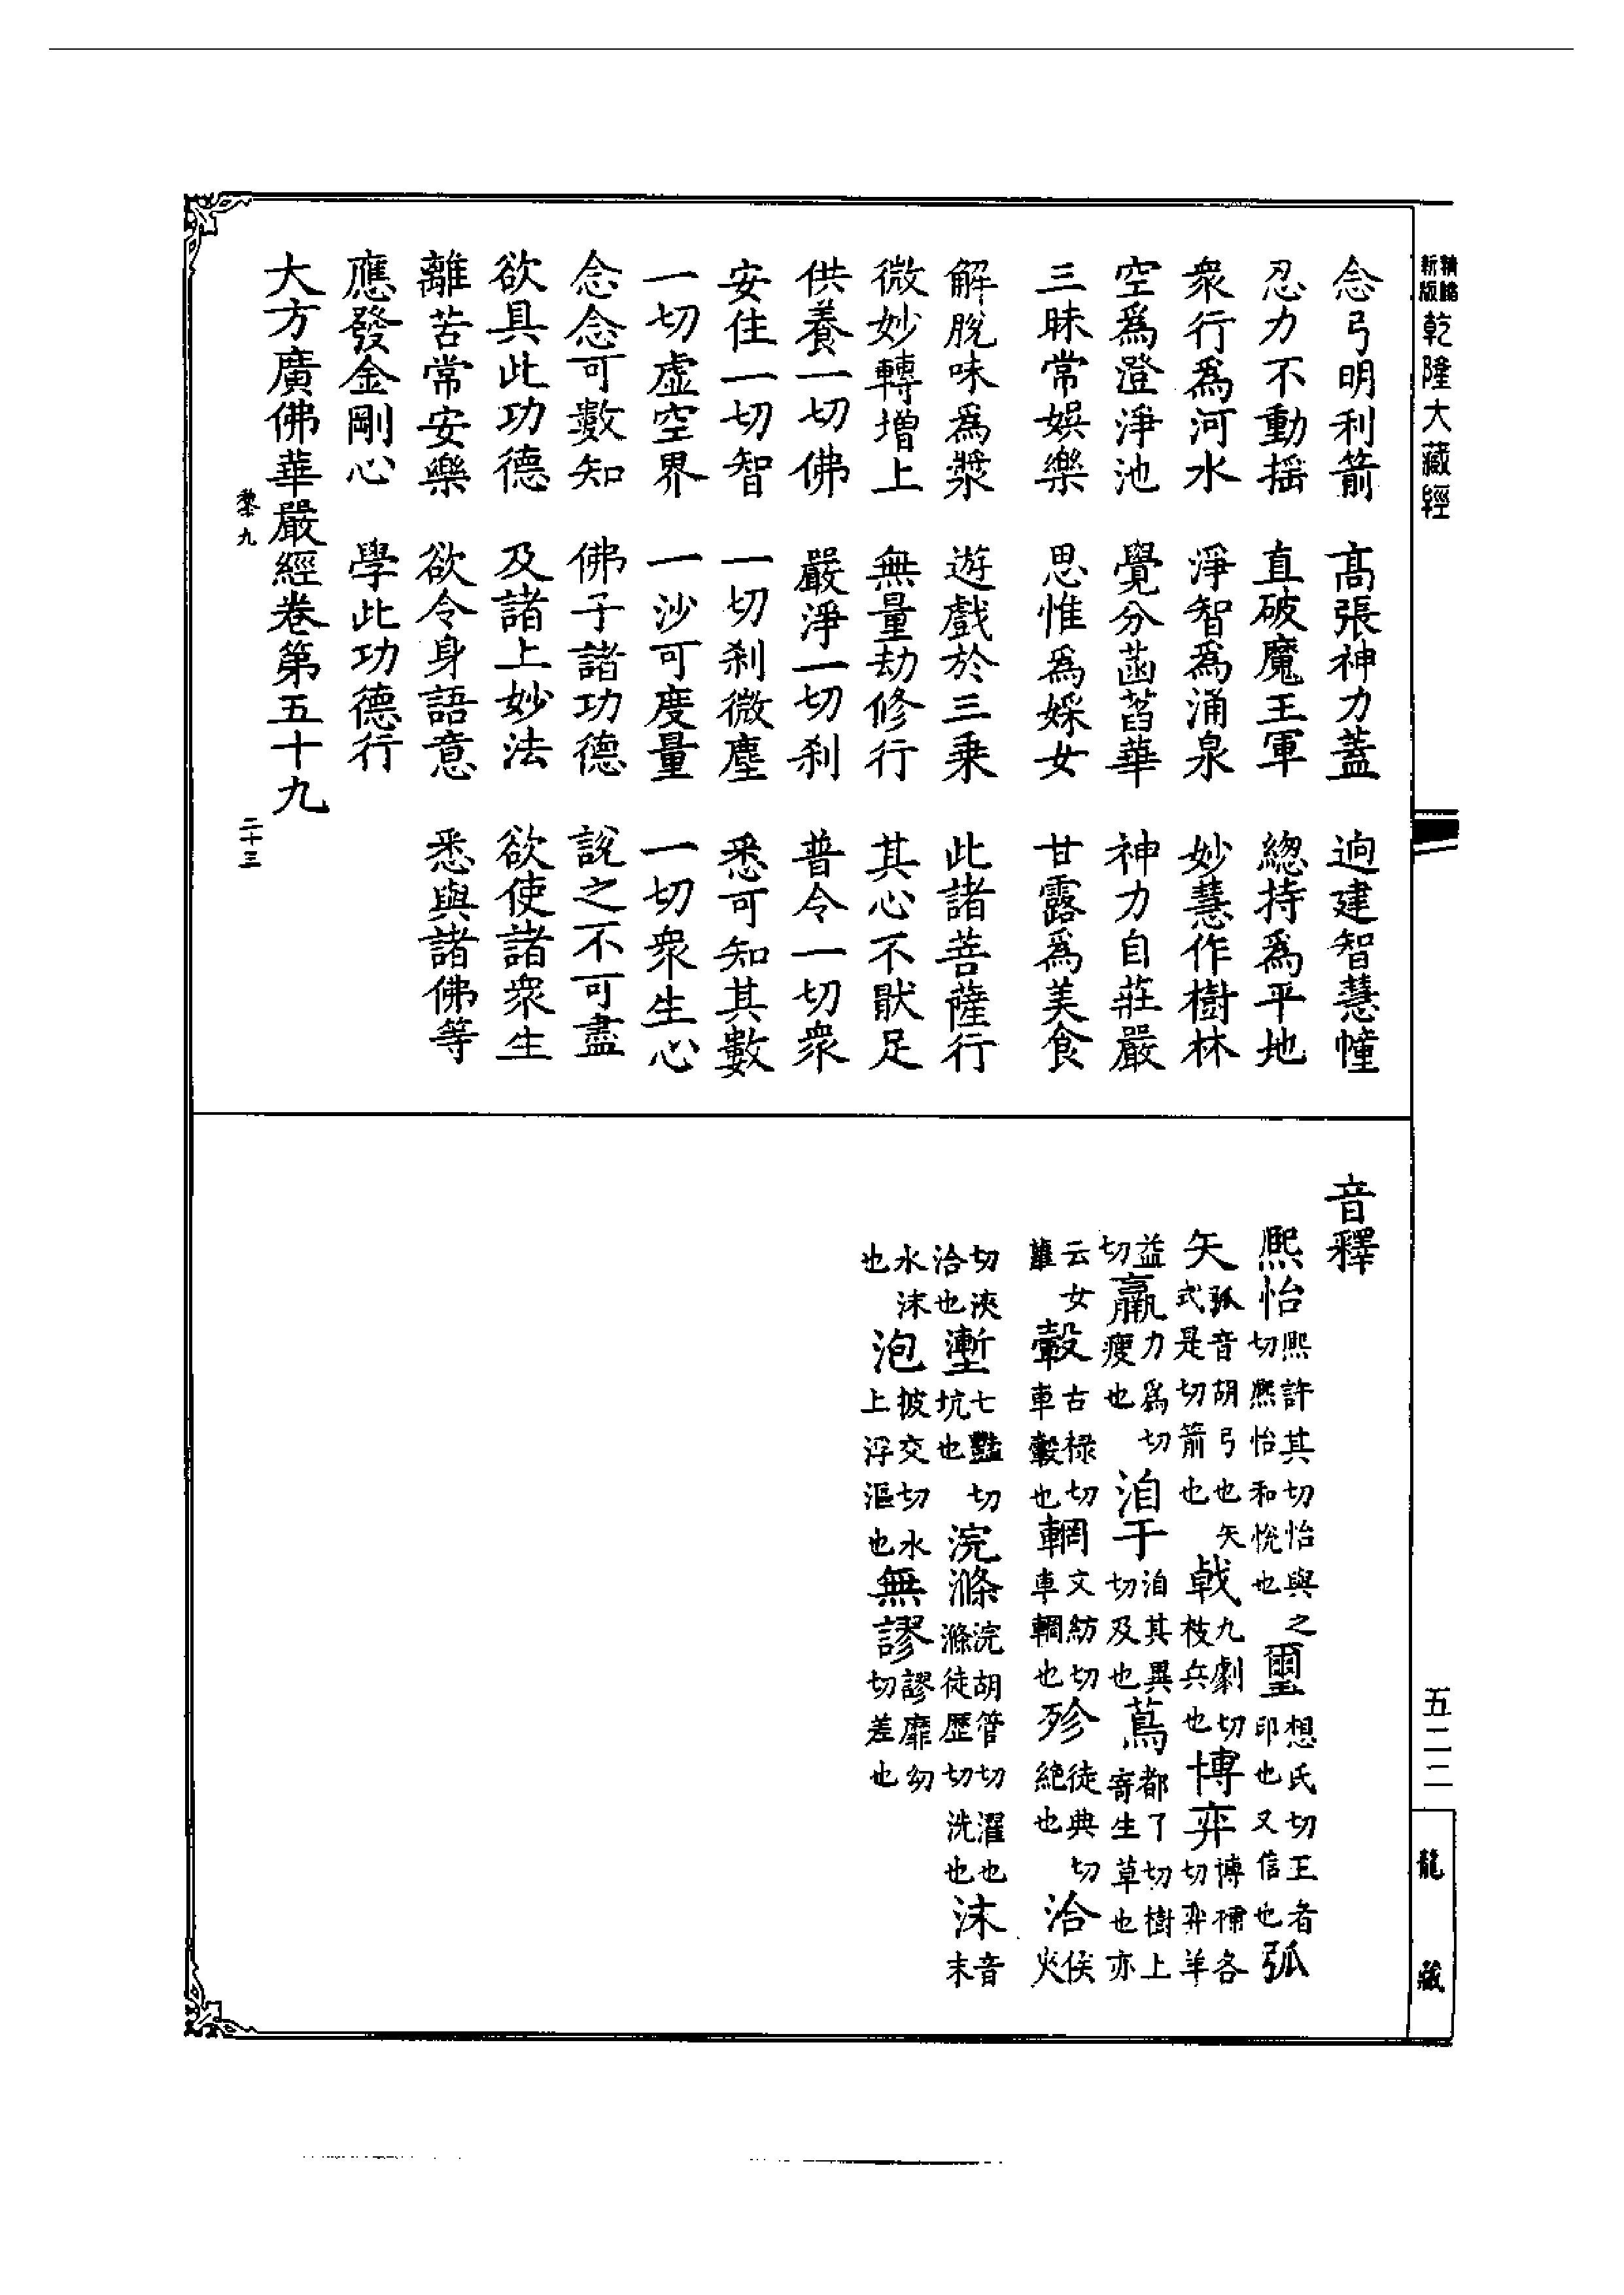 精繕新版乾隆大藏經
念弓明利箭　高張神力蓋　逈建智慧幢
忍力不動揺　直破魔王軍　緫持爲平地
衆行爲河水　淨智爲涌泉　妙慧作樹林
空爲澄淨池　覺分菡萏華　神力自莊嚴
三昧常娛樂　思惟爲婇女　甘露爲美食
解脫味爲漿　遊戲於三乘　此諸菩薩行
微妙轉增上　無量劫修行　其心不猒足
供養一切佛　嚴淨一切刹　普令一切衆
安住一切智　一切刹微塵　悉可知其數
一切虛空界　一沙可度量　一切衆生心
念念可數知　佛子諸功德　說之不可盡
欲具此功德　及諸上妙法　欲使諸衆生
離苦常安樂　欲令身語意　悉與諸佛等
應發金剛心　學此功德行
大方廣佛華嚴經卷第五十九
黎九　二十三
音釋
熙怡熙許其切怡與之切熙怡和悅也　璽想氏切王者印也又信也　弧
矢弧音胡弓也矢式是切箭也　戟九劇切枝兵也　博弈博補各切弈羊
益切　羸力爲切瘦也　洎于洎其異切及也　蔦都了切樹上寄生草也亦
云女蘿　轂古祿切車轂也　輞文紡切車輞也　殄徒典切絕也　洽侯夾
切浹洽也　塹七豔切坑也　浣滌浣胡管切濯也滌徒歷切洗也　沫音末
水沫也　泡披交切水上浮漚也　無謬謬靡幼切差也
五二二
龍藏